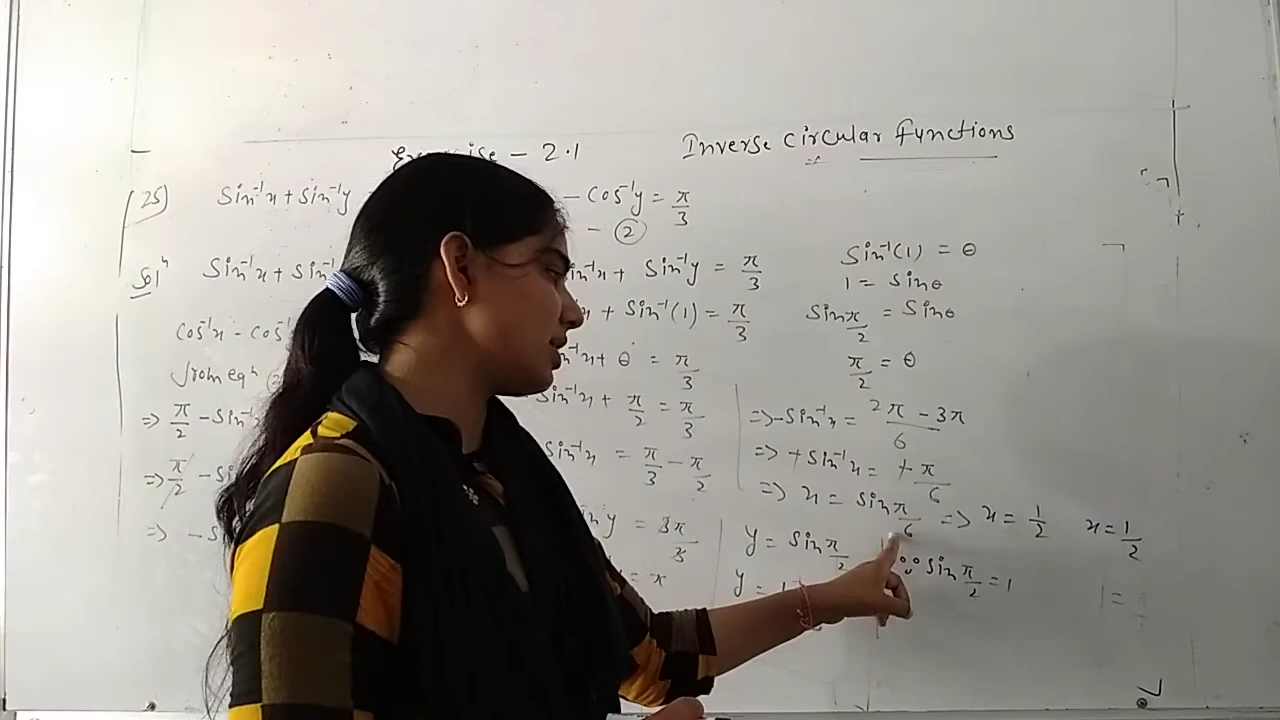 Exercise - 2.1
Inverse circular functions
25) Sin⁻¹x + Sin⁻¹y
- Cos⁻¹y = π/3
- ②
Solⁿ Sin⁻¹x + Sin⁻¹
Sin⁻¹x + Sin⁻¹y = π/3
Cos⁻¹x - Cos⁻¹
+ Sin⁻¹(1) = π/3
from eqⁿ
Sin⁻¹x + θ = π/3
=> π/2 - Sin⁻¹
Sin⁻¹x + π/2 = π/3
=> π/2
Sin⁻¹x = π/3 - π/2
=> -
y = 3π/3
= π
Sin⁻¹(1) = θ
1 = Sinθ
Sin π/2 = Sinθ
π/2 = θ
=> -Sin⁻¹x = 2π - 3π/6
=> + Sin⁻¹x = + π/6
=> x = Sin π/6 => x = 1/2 x = 1/2
y = Sin π/2
∵ Sin π/2 = 1
y = 1
1 =